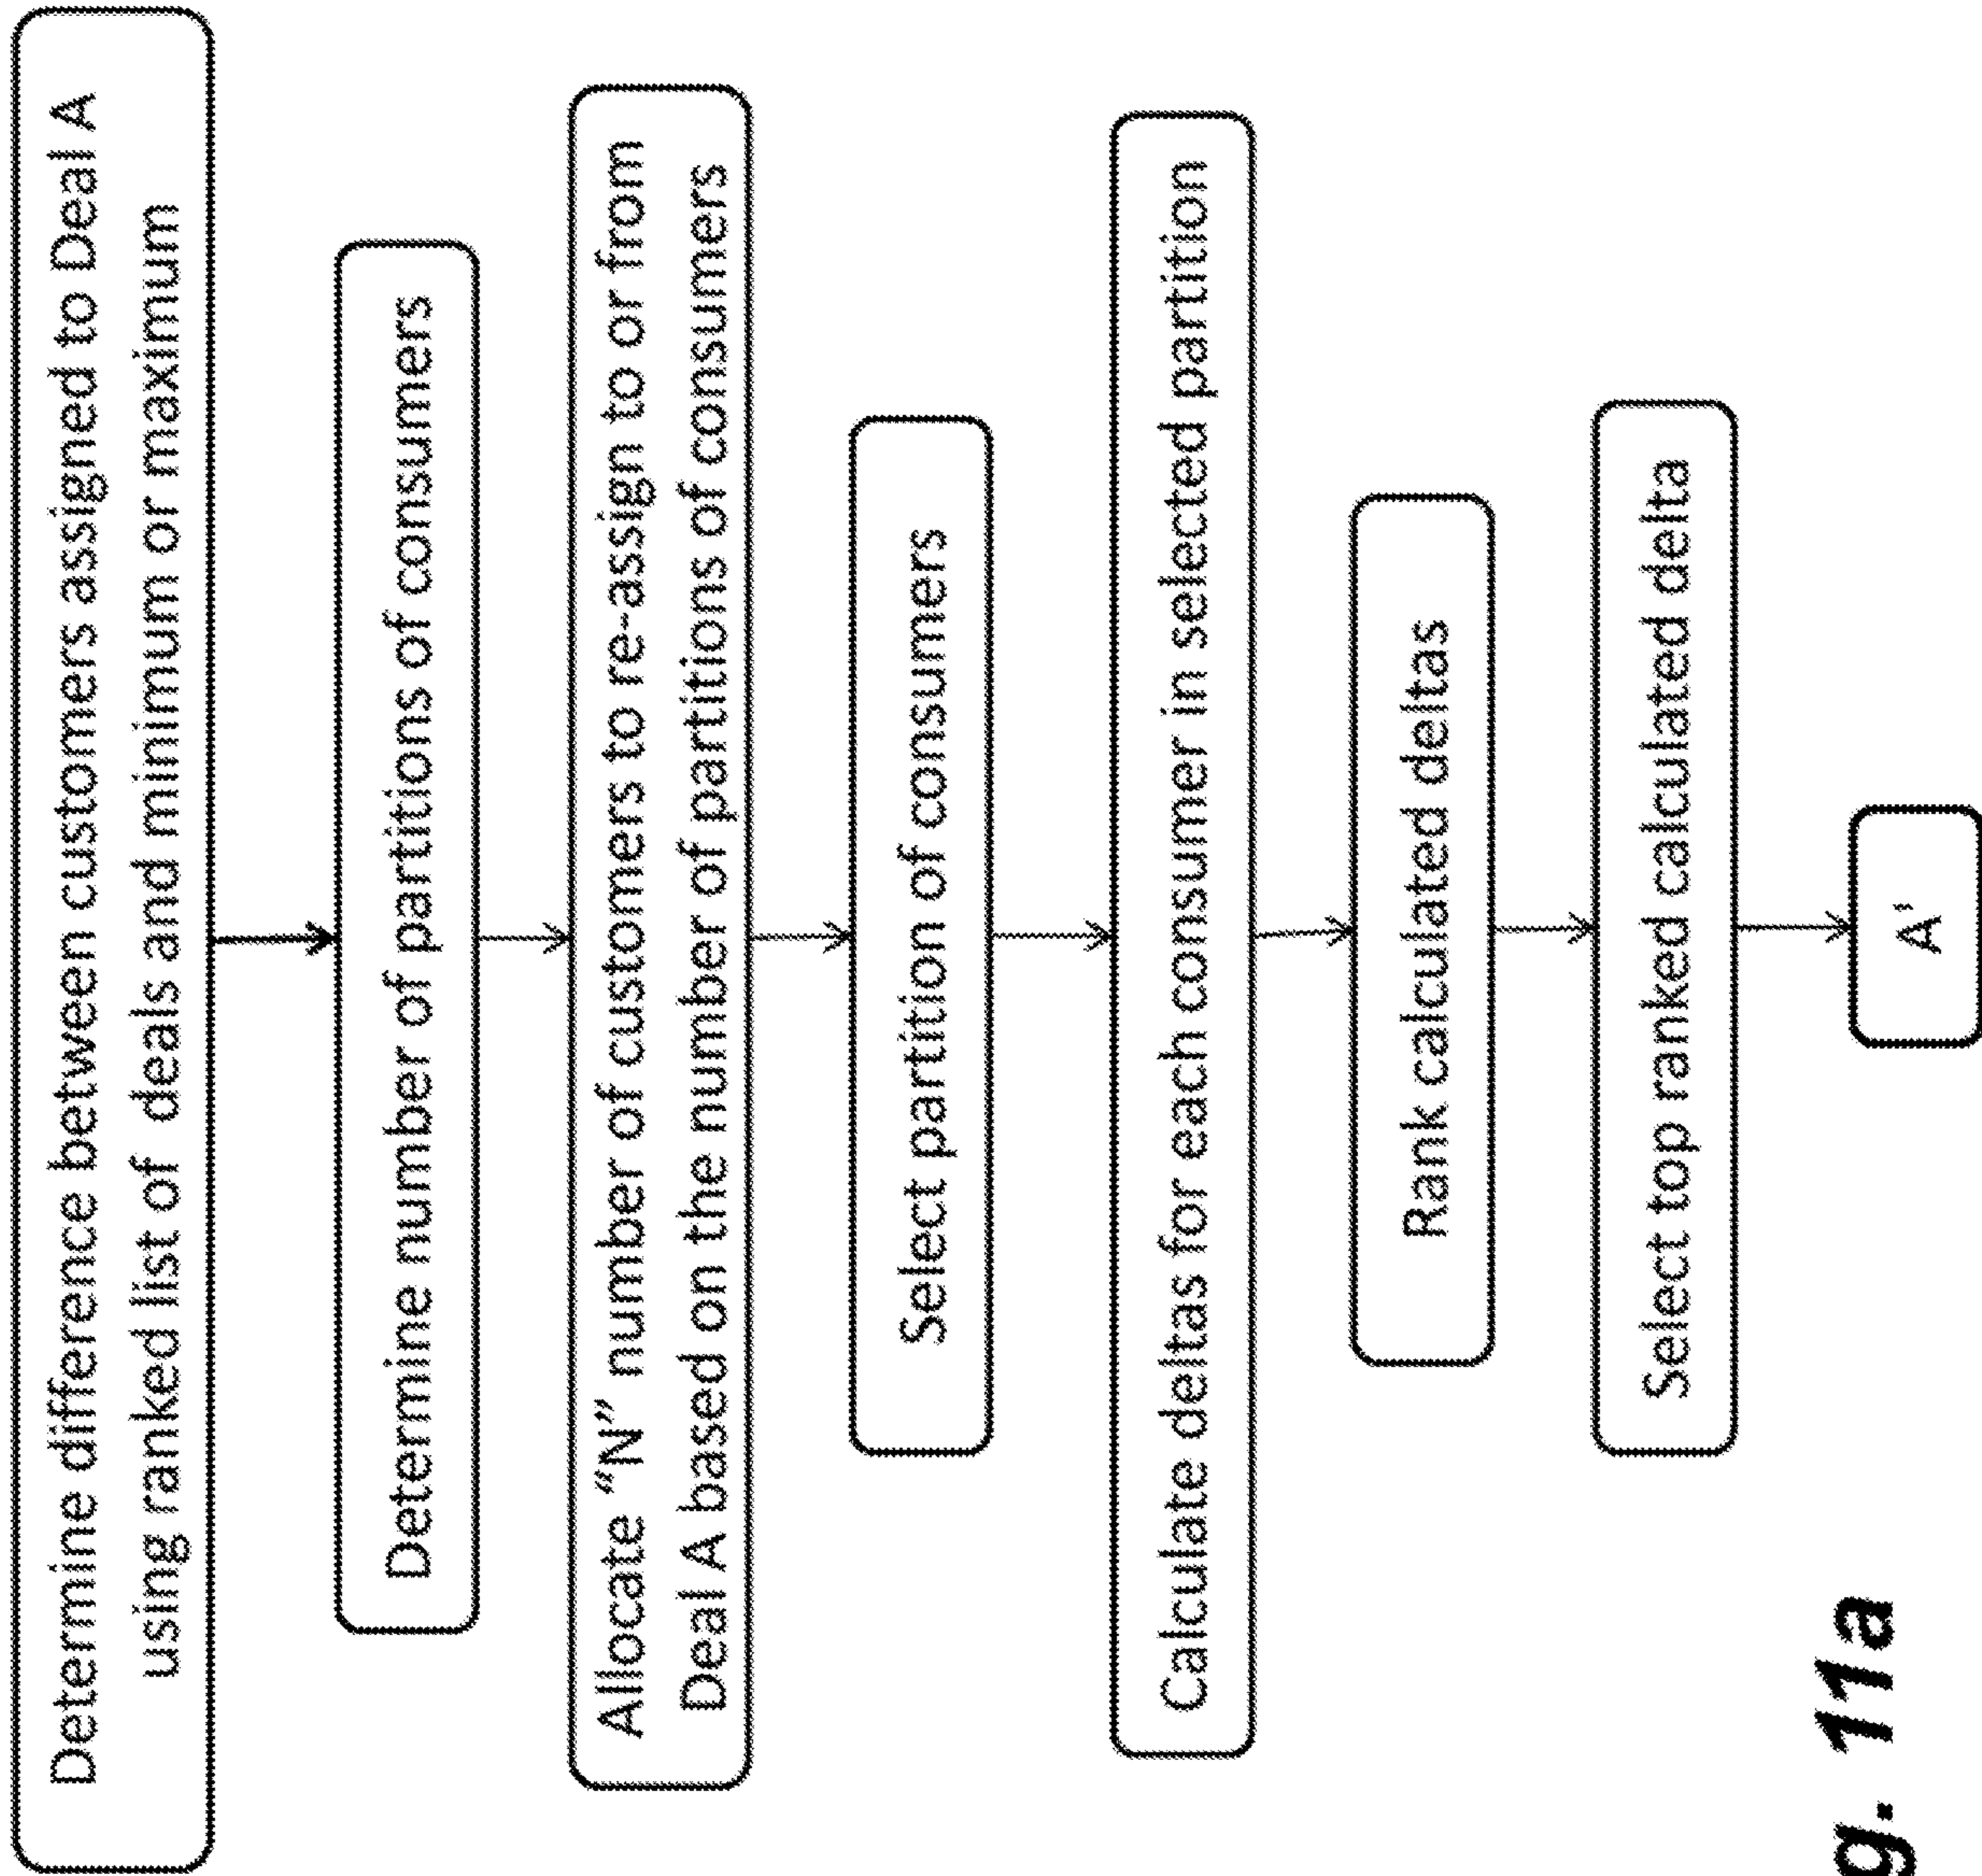 Determine difference between customers assigned to Deal A
using ranked list of deals and minimum or maximum
Determine number of partitions of consumers
Allocate “N” number of customers to re-assign to or from
Deal A based on the number of partitions of consumers
Select partition of consumers
Calculate deltas for each consumer in selected partition
Rank calculated deltas
Select top ranked calculated delta
A'
g. 11a